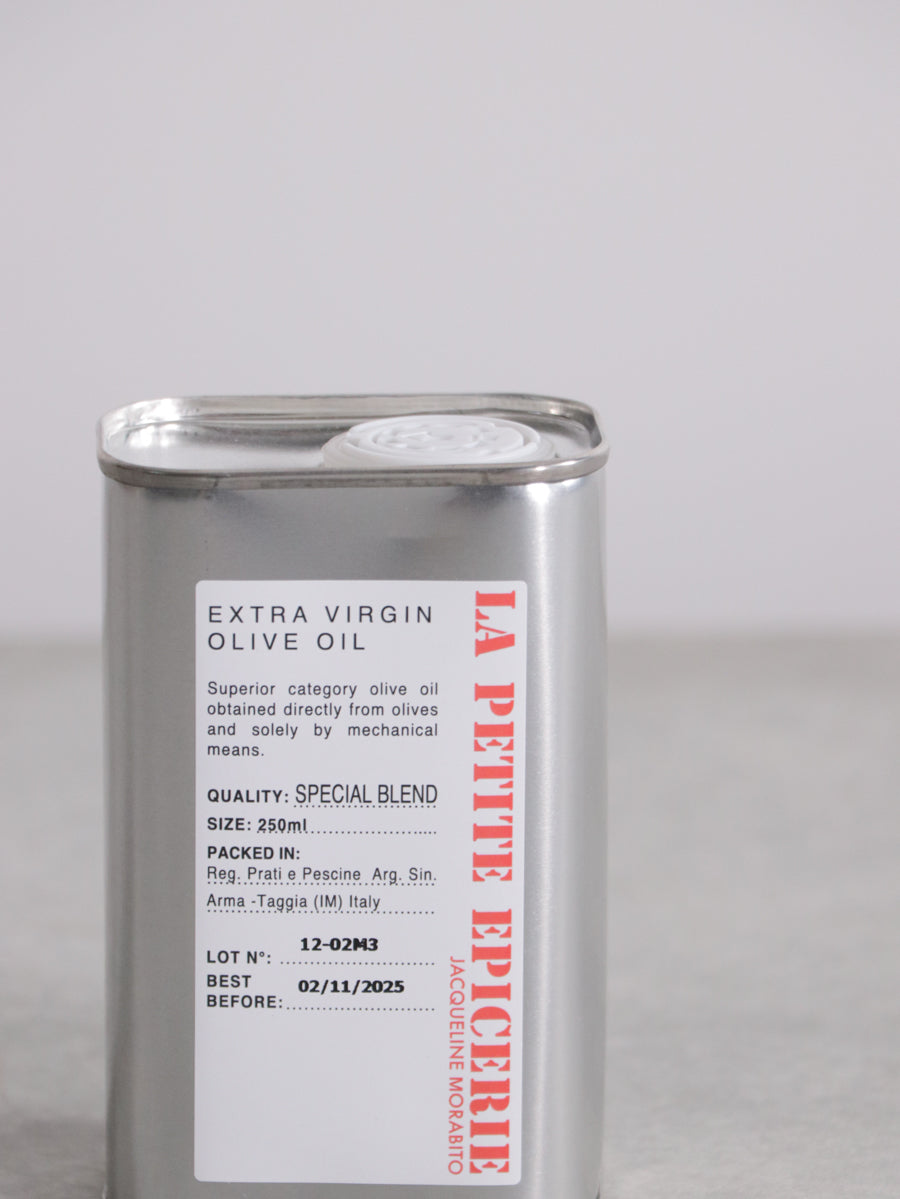 EXTRA VIRGIN
OLIVE OIL
Superior category olive oil
obtained directly from olives
and solely by mechanical
means.
QUALITY: SPECIAL BLEND
SIZE: 250ml
PACKED IN:
Reg. Prati e Pescine Arg. Sin.
Arma -Taggia (IM) Italy
LOT N°: 12-02M3
BEST
BEFORE: 02/11/2025
LA PETITE EPICERIE
JACQUELINE MORABITO